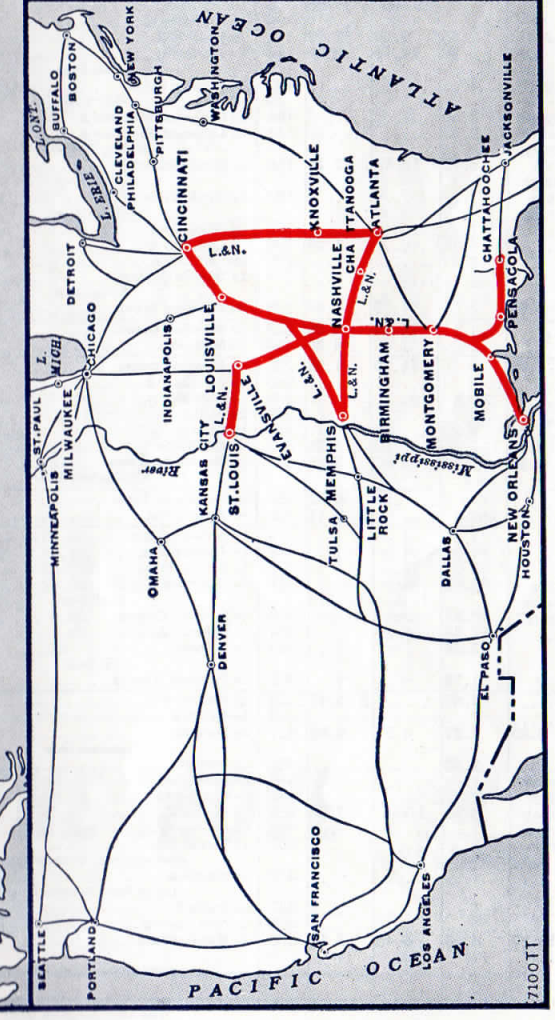 ATLANTIC OCEAN
BOSTON
NEW YORK
BUFFALO
L. ONT.
L. ERIE
CLEVELAND
PHILADELPHIA
PITTSBURGH
WASHINGTON
DETROIT
CINCINNATI
KNOXVILLE
CHATTANOOGA
ATLANTA
CHATTAHOOCHEE
JACKSONVILLE
L.&N.
L.&N.
L. MICH.
CHICAGO
INDIANAPOLIS
LOUISVILLE
NASHVILLE
L.&N.
BIRMINGHAM
MONTGOMERY
PENSACOLA
MOBILE
ST. PAUL
MILWAUKEE
MINNEAPOLIS
River
KANSAS CITY
L.&N.
ST. LOUIS
EVANSVILLE
L.&N.
L.&N.
MEMPHIS
Mississippi
NEW ORLEANS
OMAHA
TULSA
LITTLE
ROCK
DALLAS
HOUSTON
DENVER
EL PASO
SEATTLE
PORTLAND
SAN FRANCISCO
LOS ANGELES
PACIFIC OCEAN
7100TT